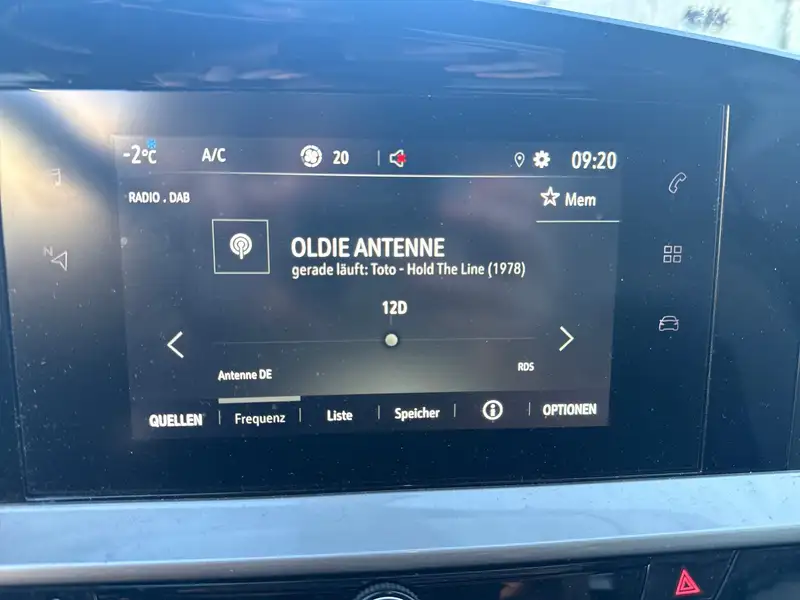 -2°C A/C 20 09:20
RADIO . DAB
Mem
OLDIE ANTENNE
gerade läuft: Toto - Hold The Line (1978)
12D
Antenne DE
RDS
QUELLEN Frequenz Liste Speicher OPTIONEN
N